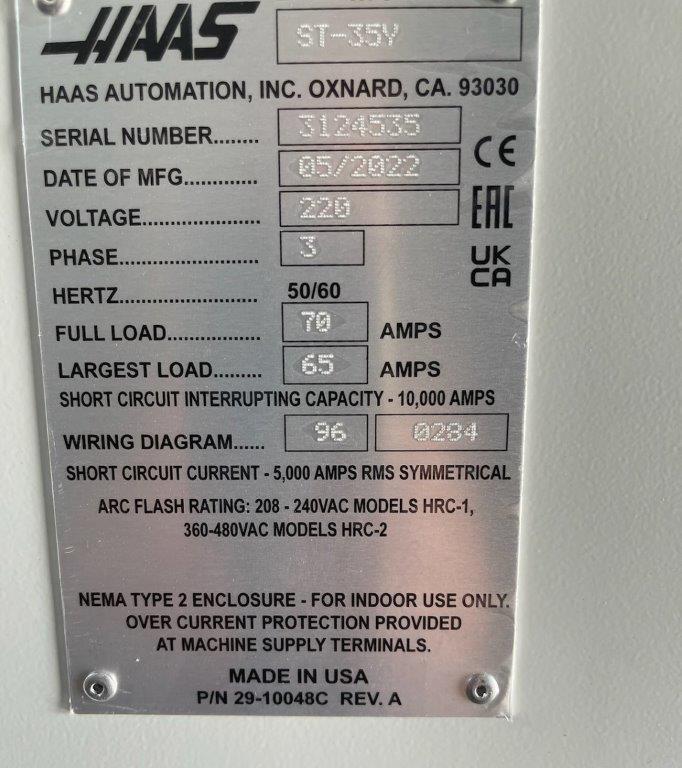 HAAS ST-35Y
HAAS AUTOMATION, INC. OXNARD, CA. 93030
SERIAL NUMBER........ 3124535
DATE OF MFG............. 05/2022
VOLTAGE..................... 220
PHASE......................... 3
HERTZ......................... 50/60
FULL LOAD................. 70 AMPS
LARGEST LOAD......... 65 AMPS
SHORT CIRCUIT INTERRUPTING CAPACITY - 10,000 AMPS
WIRING DIAGRAM...... 96 0284
SHORT CIRCUIT CURRENT - 5,000 AMPS RMS SYMMETRICAL
ARC FLASH RATING: 208 - 240VAC MODELS HRC-1,
360-480VAC MODELS HRC-2
NEMA TYPE 2 ENCLOSURE - FOR INDOOR USE ONLY.
OVER CURRENT PROTECTION PROVIDED
AT MACHINE SUPPLY TERMINALS.
MADE IN USA
P/N 29-10048C REV. A
CE
EAC
UK
CA